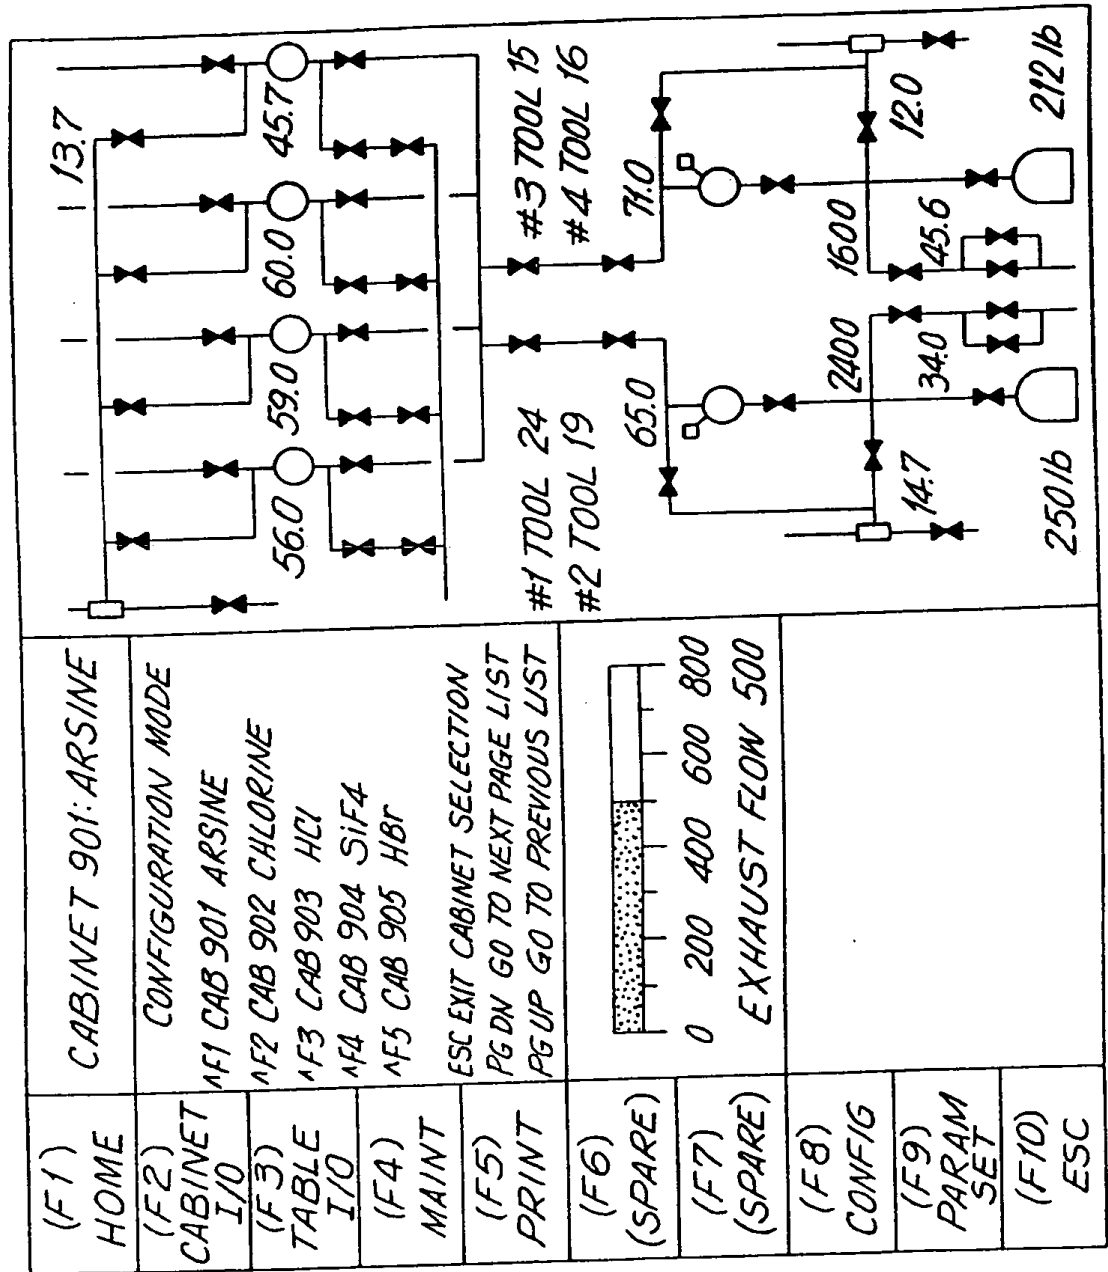 (F1)
HOME
(F2)
CABINET
I/O
(F3)
TABLE
I/O
(F4)
MAINT
(F5)
PRINT
(F6)
(SPARE)
(F7)
(SPARE)
(F8)
CONFIG
(F9)
PARAM
SET
(F10)
ESC
CABINET 901: ARSINE
CONFIGURATION MODE
^F1 CAB 901 ARSINE
^F2 CAB 902 CHLORINE
^F3 CAB 903 HCl
^F4 CAB 904 SiF4
^F5 CAB 905 HBr
ESC EXIT CABINET SELECTION
PG DN GO TO NEXT PAGE LIST
PG UP GO TO PREVIOUS LIST
0 200 400 600 800
EXHAUST FLOW 500
13.7
56.0 59.0 60.0 45.7
#1 TOOL 24
#2 TOOL 19
#3 TOOL 15
#4 TOOL 16
65.0
71.0
2400
1600
14.7
34.0
45.6
12.0
250 lb
212 lb